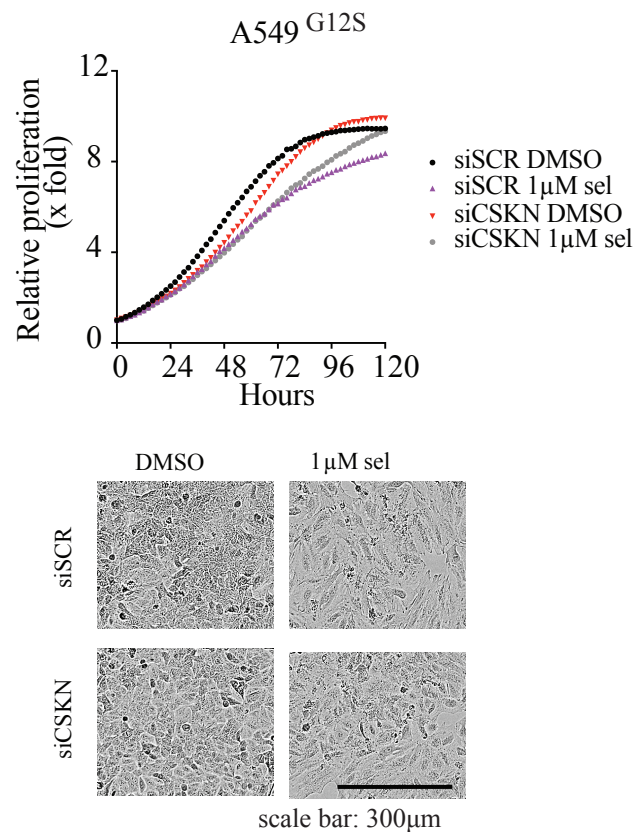 A549 G12S
Relative proliferation
(x fold)
12
8
4
0
0 24 48 72 96 120
Hours
siSCR DMSO
siSCR 1µM sel
siCSKN DMSO
siCSKN 1µM sel
DMSO 1µM sel
siSCR
siCSKN
scale bar: 300µm